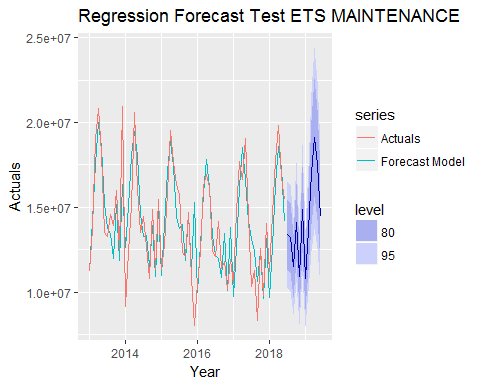 Regression Forecast Test ETS MAINTENANCE
2.5e+07
2.0e+07
1.5e+07
1.0e+07
Actuals
2014
2016
2018
Year
series
Actuals
Forecast Model
level
80
95